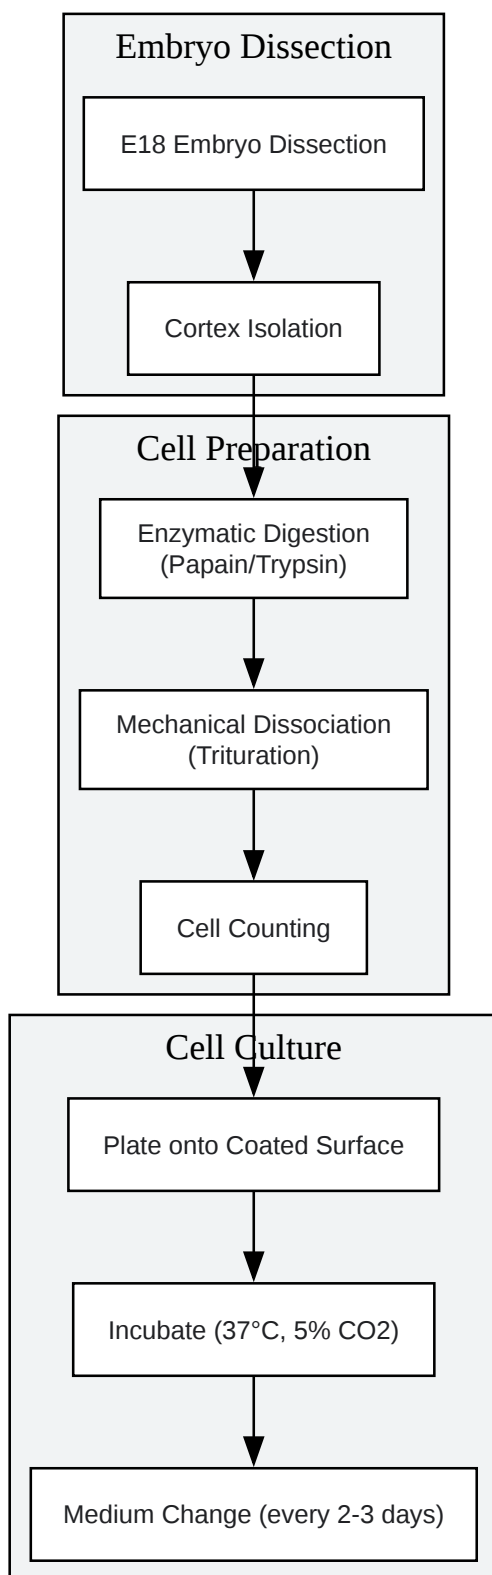 Embryo Dissection
E18 Embryo Dissection
Cortex Isolation
Cell Preparation
Enzymatic Digestion
(Papain/Trypsin)
Mechanical Dissociation
(Trituration)
Cell Counting
Cell Culture
Plate onto Coated Surface
Incubate (37°C, 5% CO2)
Medium Change (every 2-3 days)